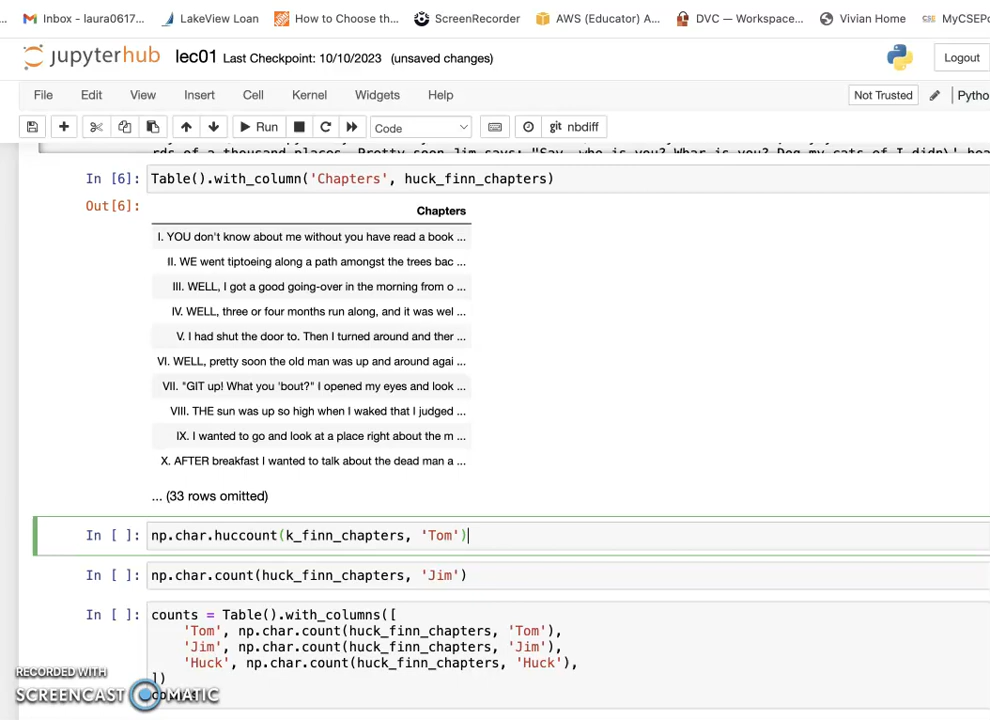 Inbox - laura0617...
LakeView Loan
How to Choose the...
ScreenRecorder
AWS (Educator) A...
DVC — Workspace...
Vivian Home
MyCSEPo
jupyterhub lec01 Last Checkpoint: 10/10/2023 (unsaved changes)
Logout
File Edit View Insert Cell Kernel Widgets Help
Not Trusted
Pytho
Run
Code
git nbdiff
rds of a thousand places. Pretty soon Jim says: "Say, who is you? Whar is you? Dog my cats ef I didn\' hea
In [6]: Table().with_column('Chapters', huck_finn_chapters)
Out[6]:
Chapters
I. YOU don't know about me without you have read a book ...
II. WE went tiptoeing along a path amongst the trees bac ...
III. WELL, I got a good going-over in the morning from o ...
IV. WELL, three or four months run along, and it was wel ...
V. I had shut the door to. Then I turned around and ther ...
VI. WELL, pretty soon the old man was up and around agai ...
VII. "GIT up! What you 'bout?" I opened my eyes and look ...
VIII. THE sun was up so high when I waked that I judged ...
IX. I wanted to go and look at a place right about the m ...
X. AFTER breakfast I wanted to talk about the dead man a ...
... (33 rows omitted)
In [ ]: np.char.huccount(k_finn_chapters, 'Tom')
In [ ]: np.char.count(huck_finn_chapters, 'Jim')
In [ ]: counts = Table().with_columns([
'Tom', np.char.count(huck_finn_chapters, 'Tom'),
'Jim', np.char.count(huck_finn_chapters, 'Jim'),
'Huck', np.char.count(huck_finn_chapters, 'Huck'),
])
RECORDED WITH
SCREENCAST MATIC